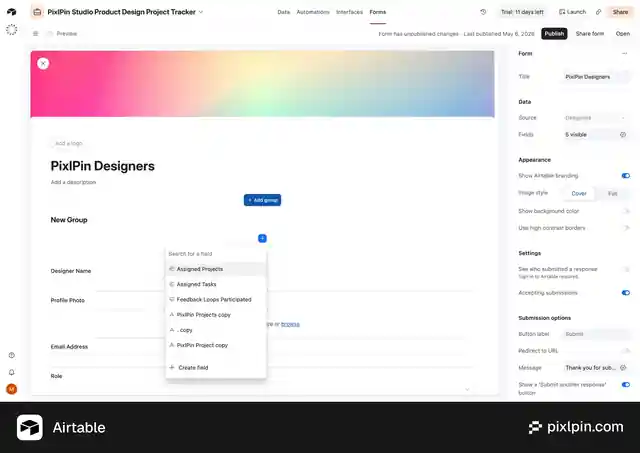 PixlPin Studio Product Design Project Tracker
Data
Automations
Interfaces
Forms
Trial: 11 days left
Launch
Share
Preview
Form has unpublished changes · Last published May 6, 2026
Publish
Share form
Open
Add a logo
PixlPin Designers
Add a description
+ Add group
New Group
Search for a field
Assigned Projects
Assigned Tasks
Feedback Loops Participated
PixlPin Projects copy
. copy
PixlPin Project copy
+ Create field
Designer Name
Profile Photo
or browse
Email Address
Role
Form
Title
PixlPin Designers
Data
Source
Designers
Fields
5 visible
Appearance
Show Airtable branding
Image style
Cover
Full
Show background color
Use high contrast borders
Settings
See who submitted a response
Sign-in to Airtable required.
Accepting submissions
Submission options
Button label
Submit
Redirect to URL
Message
Thank you for sub...
Show a 'Submit another response'
button
M
Airtable
pixlpin.com